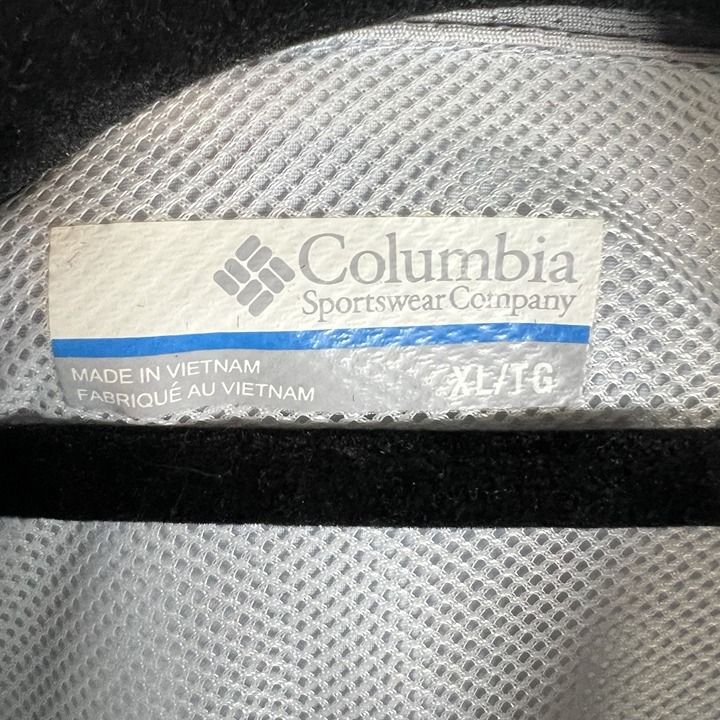 Columbia
Sportswear Company
MADE IN VIETNAM
FABRIQUÉ AU VIETNAM
XL/TG